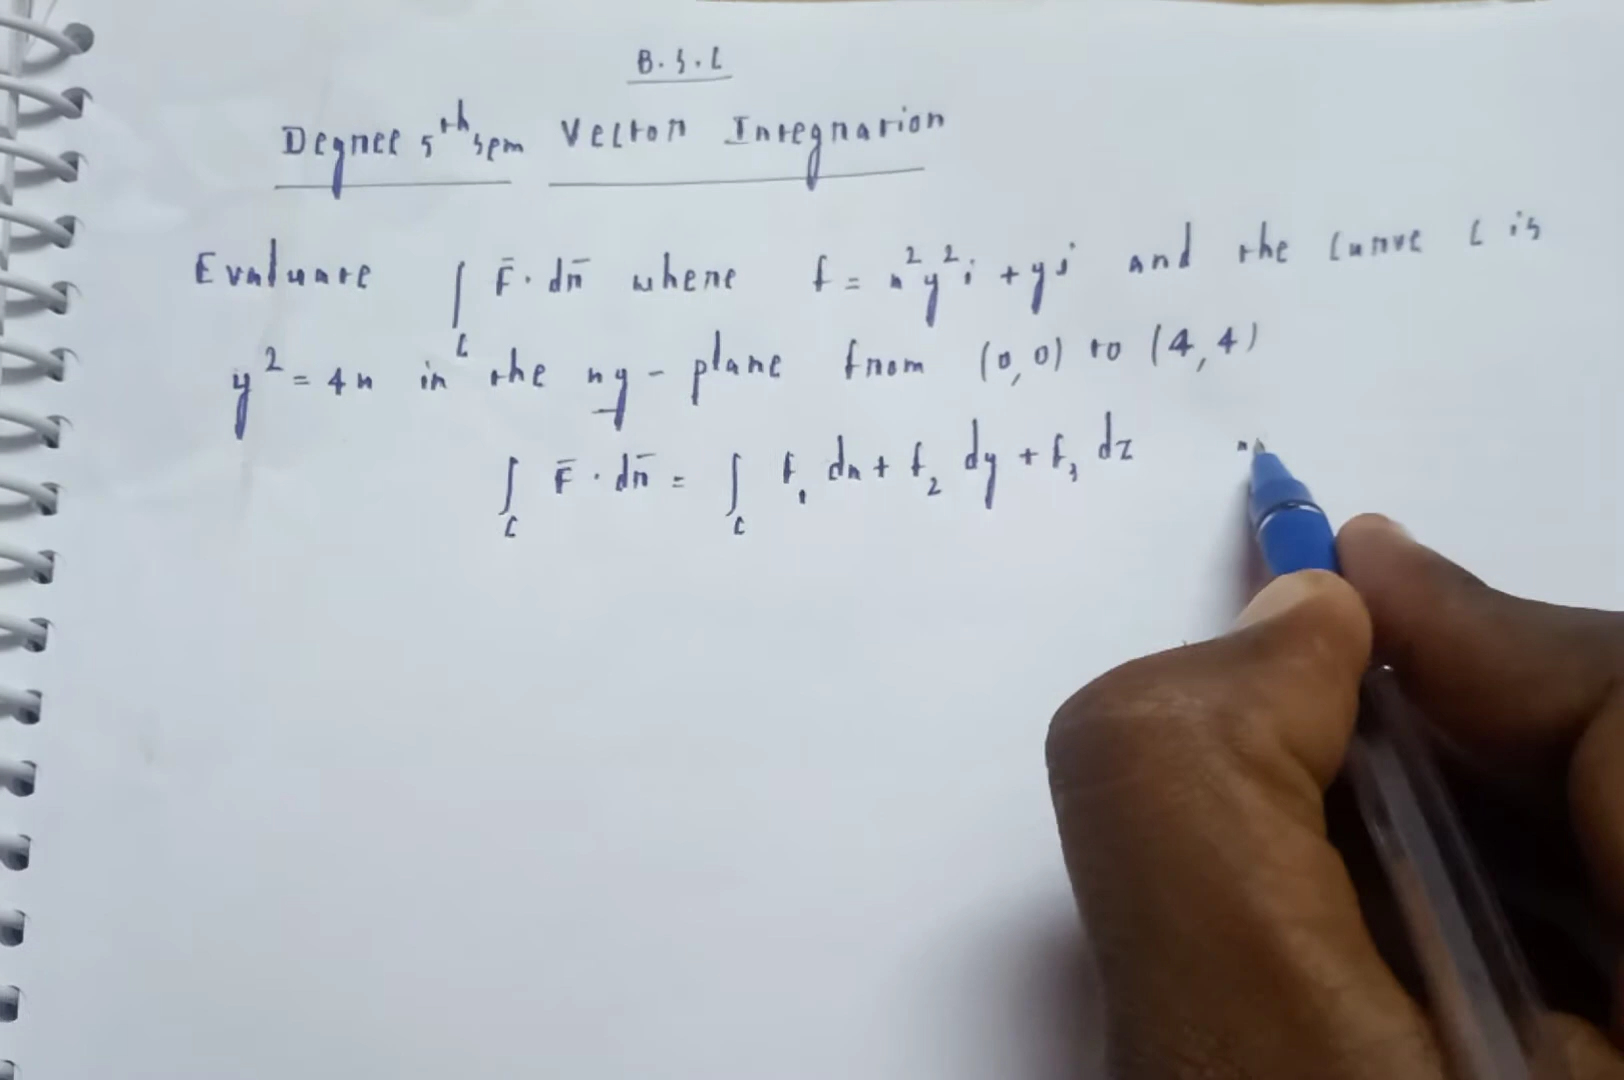 B.S.C
Degree 5th sem Vector Integration
Evaluate ∫_C F̄ · dr̄ where f = x²y²i + yj and the curve C is
y² = 4x in the xy - plane from (0,0) to (4,4)
∫_C F̄ · dr̄ = ∫_C f₁ dx + f₂ dy + f₃ dz